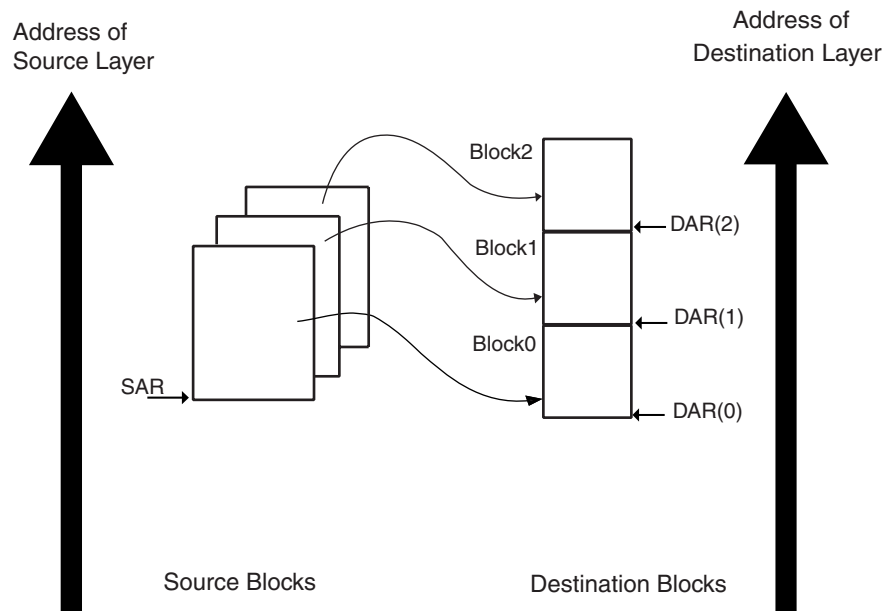 Address of
Source Layer
Address of
Destination Layer
Block2
DAR(2)
Block1
DAR(1)
Block0
SAR
DAR(0)
Source Blocks
Destination Blocks